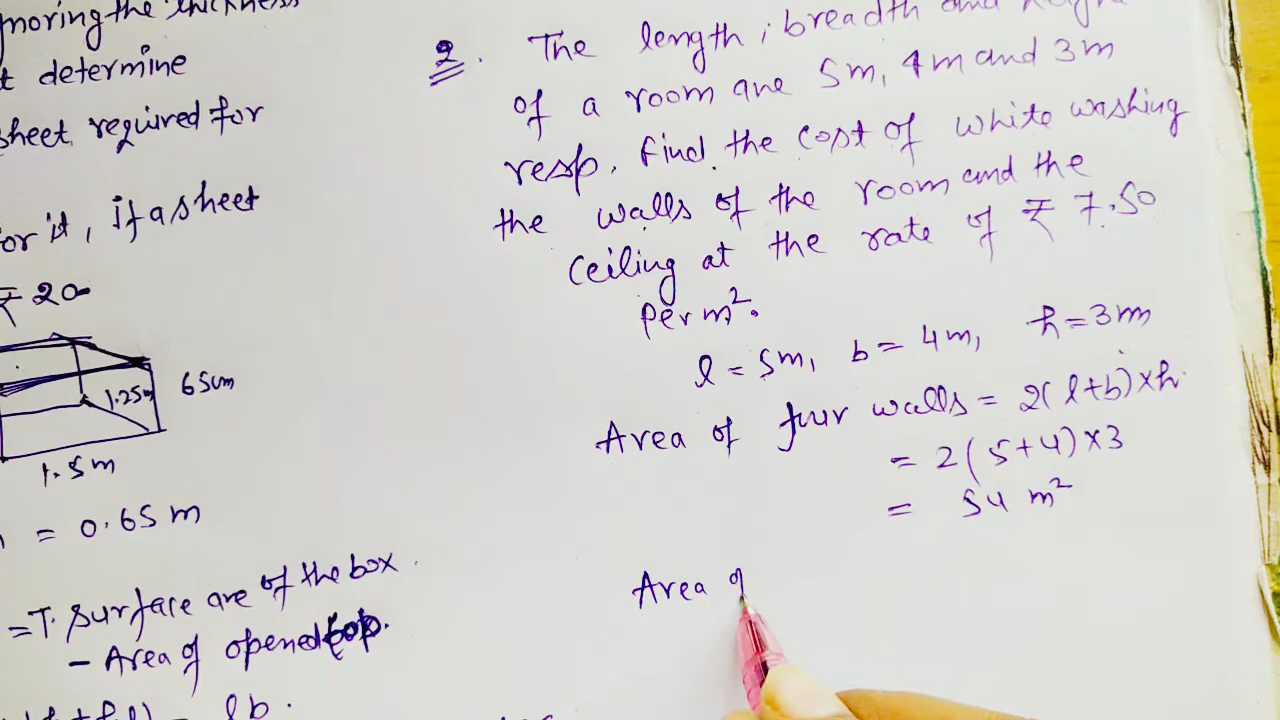 moring the thickness
t determine
sheet required for
or it, if a sheet
₹ 20
65cm
1.25m
1.5 m
= 0.65 m
= T. Surface are of the box
- Area of opened top.
- lb.
2. The length, breadth and height
of a room are 5m, 4m and 3m
resp. Find the cost of white washing
the walls of the room and the
ceiling at the rate of ₹ 7.50
Per m².
l = 5m, b = 4m, h = 3m
Area of four walls = 2(l+b)×h.
= 2(5+4)×3
= 54 m²
Area of